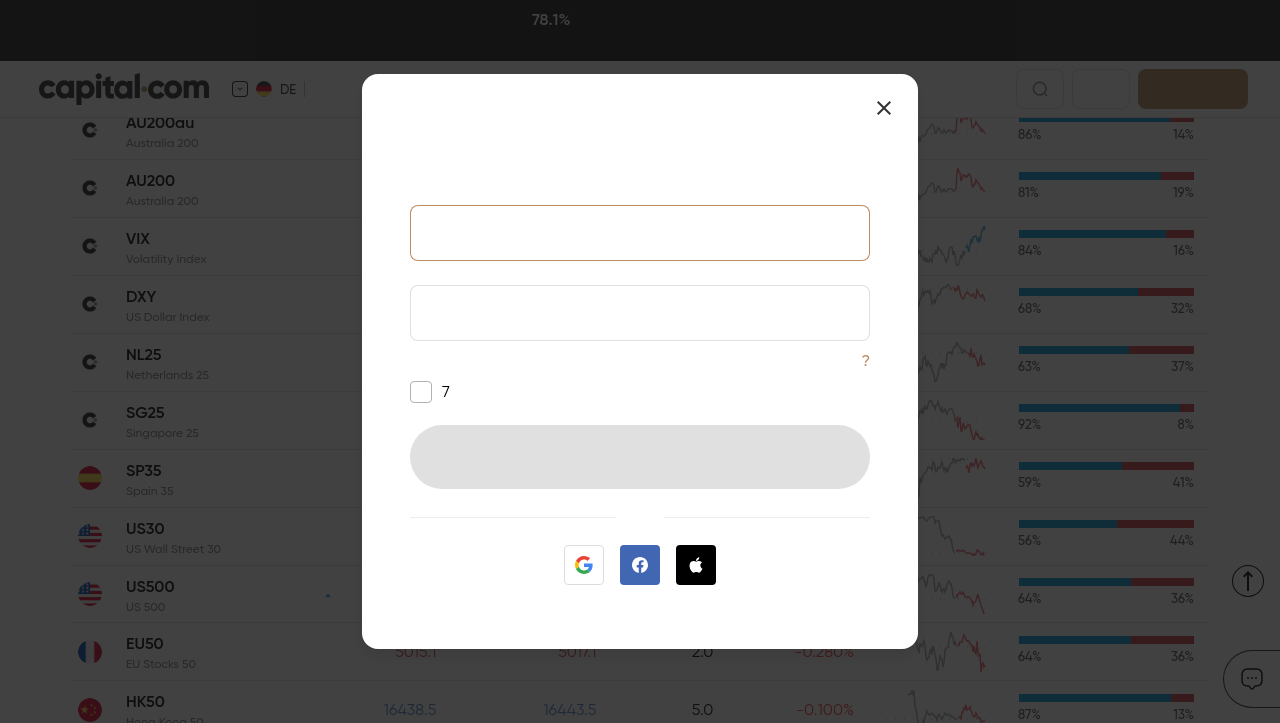 78.1%
capital.com
DE
AU200au
Australia 200
86%
14%
AU200
Australia 200
81%
19%
VIX
Volatility Index
84%
16%
DXY
US Dollar Index
68%
32%
NL25
Netherlands 25
63%
37%
SG25
Singapore 25
92%
8%
SP35
Spain 35
59%
41%
US30
US Wall Street 30
56%
44%
US500
US 500
64%
36%
EU50
EU Stocks 50
5015.1
5017.1
2.0
-0.280%
64%
36%
HK50
Hong Kong 50
16438.5
16443.5
5.0
-0.100%
87%
13%
?
7